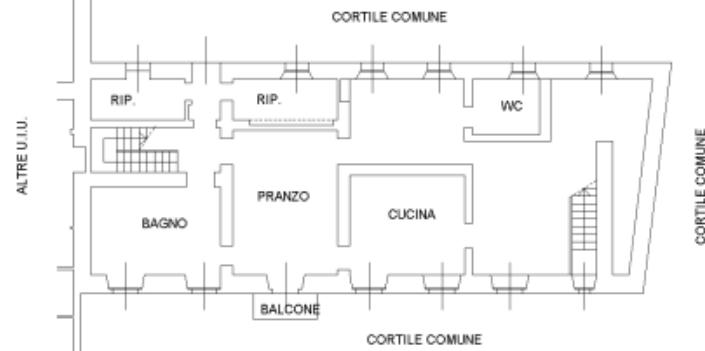 CORTILE COMUNE
RIP.
RIP.
WC
ALTRE U.I.U.
CORTILE COMUNE
PRANZO
CUCINA
BAGNO
BALCONE
CORTILE COMUNE